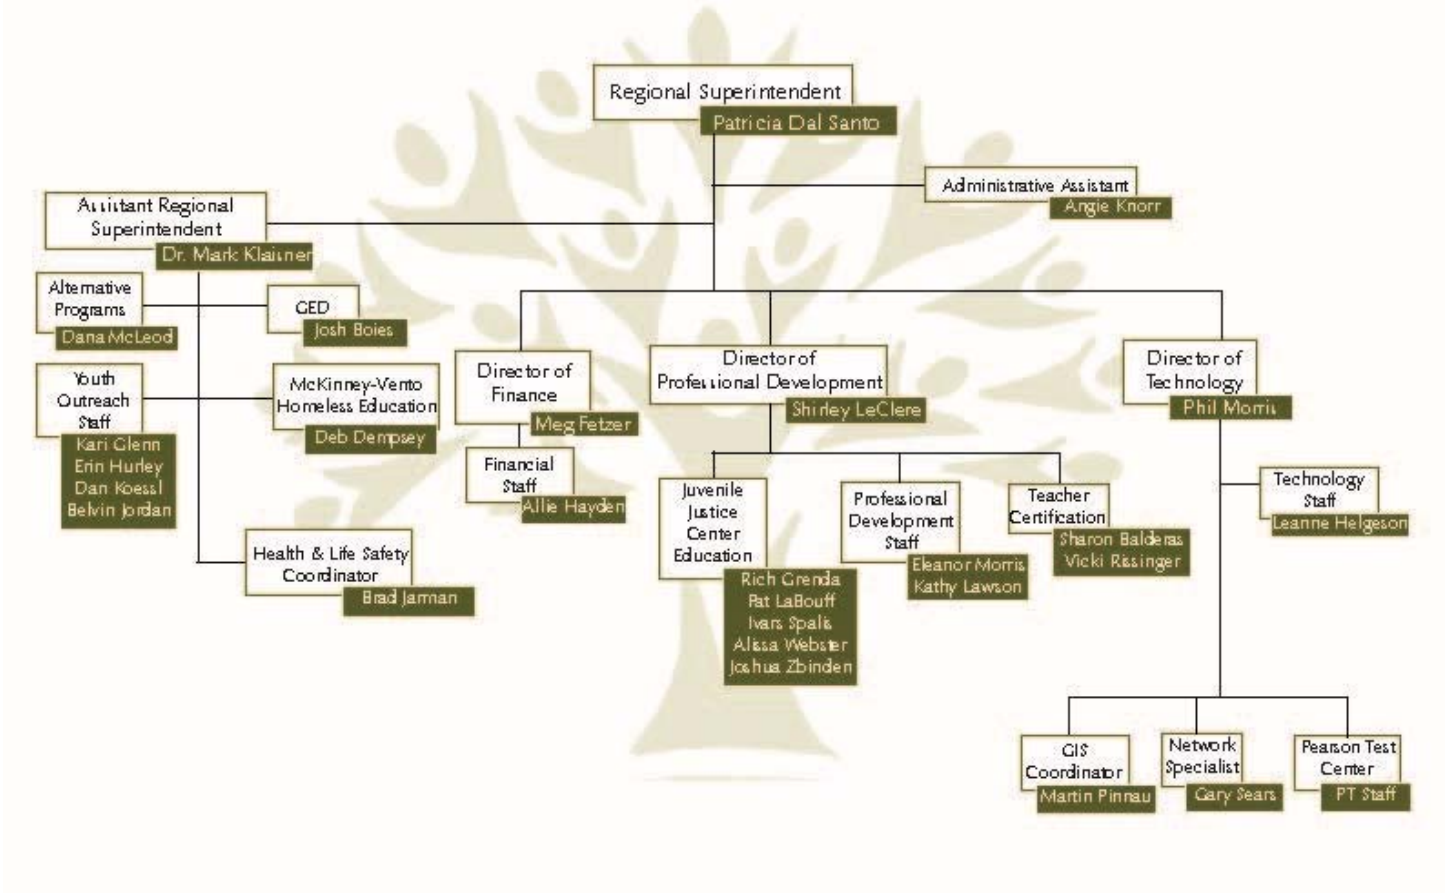 Regional Superintendent
Patricia Dal Santo
Administrative Assistant
Angie Knorr
Assistant Regional
Superintendent
Dr. Mark Klaisner
Alternative
Programs
Dana McLeod
GED
Josh Boies
Youth
Outreach
Staff
Kari Glenn
Erin Hurley
Dan Koessl
Belvin Jordan
McKinney-Vento
Homeless Education
Deb Dempsey
Health & Life Safety
Coordinator
Brad Jarman
Director of
Finance
Meg Fetzer
Financial
Staff
Allie Hayden
Director of
Professional Development
Shirley LeClere
Juvenile
Justice
Center
Education
Rich Grenda
Pat LaBouff
Ivars Spalis
Alissa Webster
Joshua Zbinden
Professional
Development
Staff
Eleanor Morris
Kathy Lawson
Teacher
Certification
Sharon Balderas
Vicki Rissinger
Director of
Technology
Phil Morris
Technology
Staff
Leanne Helgeson
GIS
Coordinator
Martin Pinnau
Network
Specialist
Gary Sears
Pearson Test
Center
PT Staff